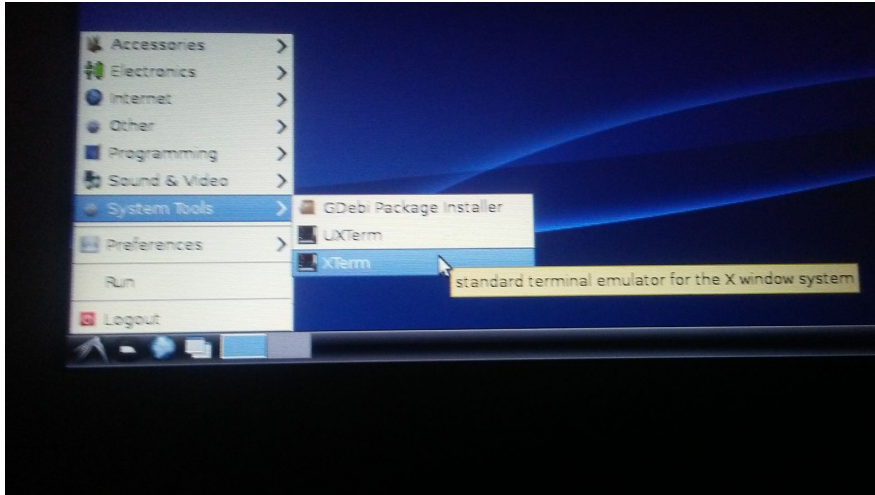 Accessories
Electronics
Internet
Other
Programming
Sound & Video
System Tools
Preferences
Run
Logout
GDebi Package Installer
UXTerm
XTerm
standard terminal emulator for the X window system